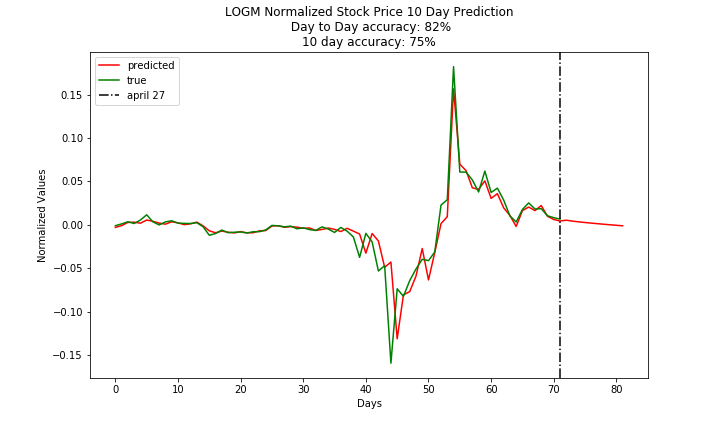 LOGM Normalized Stock Price 10 Day Prediction
Day to Day accuracy: 82%
10 day accuracy: 75%
predicted
true
april 27
0.15
0.10
0.05
0.00
−0.05
−0.10
−0.15
Normalized Values
0 10 20 30 40 50 60 70 80
Days